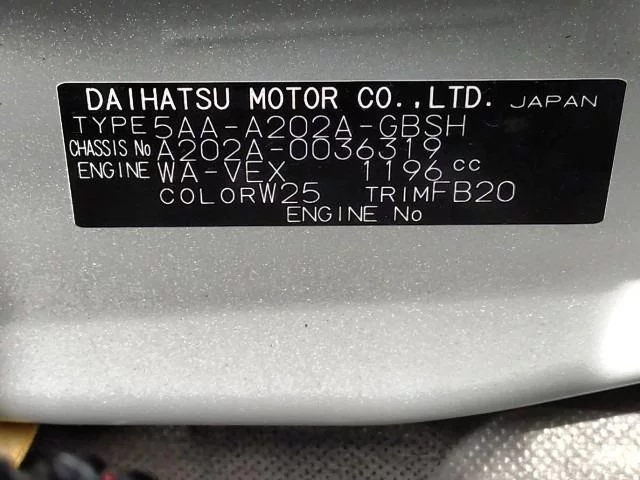 DAIHATSU MOTOR CO.,LTD. JAPAN
TYPE 5AA-A202A-GBSH
CHASSIS No A202A-0036319
ENGINE WA-VEX 1196 cc
COLOR W25 TRIM FB20
ENGINE No